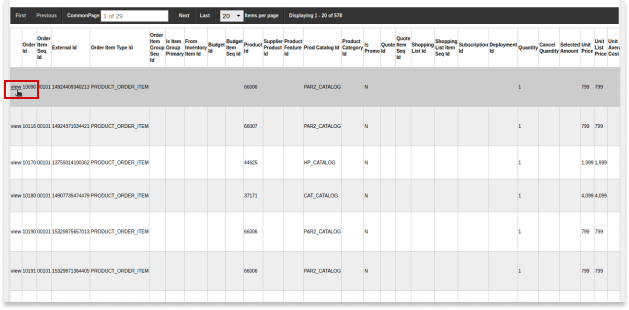 First Previous CommonPage 1 of 29 Next Last 20 Items per page Displaying 1 - 20 of 578
Order Id Order Item Seq Id External Id Order Item Type Id Order Item Group Seq Id Is Item Group Primary From Inventory Item Id Budget Id Budget Item Seq Id Product Id Supplier Product Id Product Feature Id Prod Catalog Id Product Category Id Is Promo Quote Id Quote Item Seq Id Shopping List Id Shopping List Item Seq Id Subscription Id Deployment Id Quantity Cancel Quantity Selected Amount Unit Price Unit List Price Unit Avera Cost
view 10090 00101 14924409340213 PRODUCT_ORDER_ITEM 66006 PAR2_CATALOG N 1 799 799
view 10116 00101 14924371034421 PRODUCT_ORDER_ITEM 66007 PAR2_CATALOG N 1 799 799
view 10170 00101 13759314100362 PRODUCT_ORDER_ITEM 44625 HP_CATALOG N 1 1,999 1,999
view 10180 00101 14907735474479 PRODUCT_ORDER_ITEM 37171 CAT_CATALOG N 1 4,099 4,099
view 10190 00101 15329875657013 PRODUCT_ORDER_ITEM 66006 PAR2_CATALOG N 1 799 799
view 10191 00101 15329871364405 PRODUCT_ORDER_ITEM 66006 PAR2_CATALOG N 1 799 799